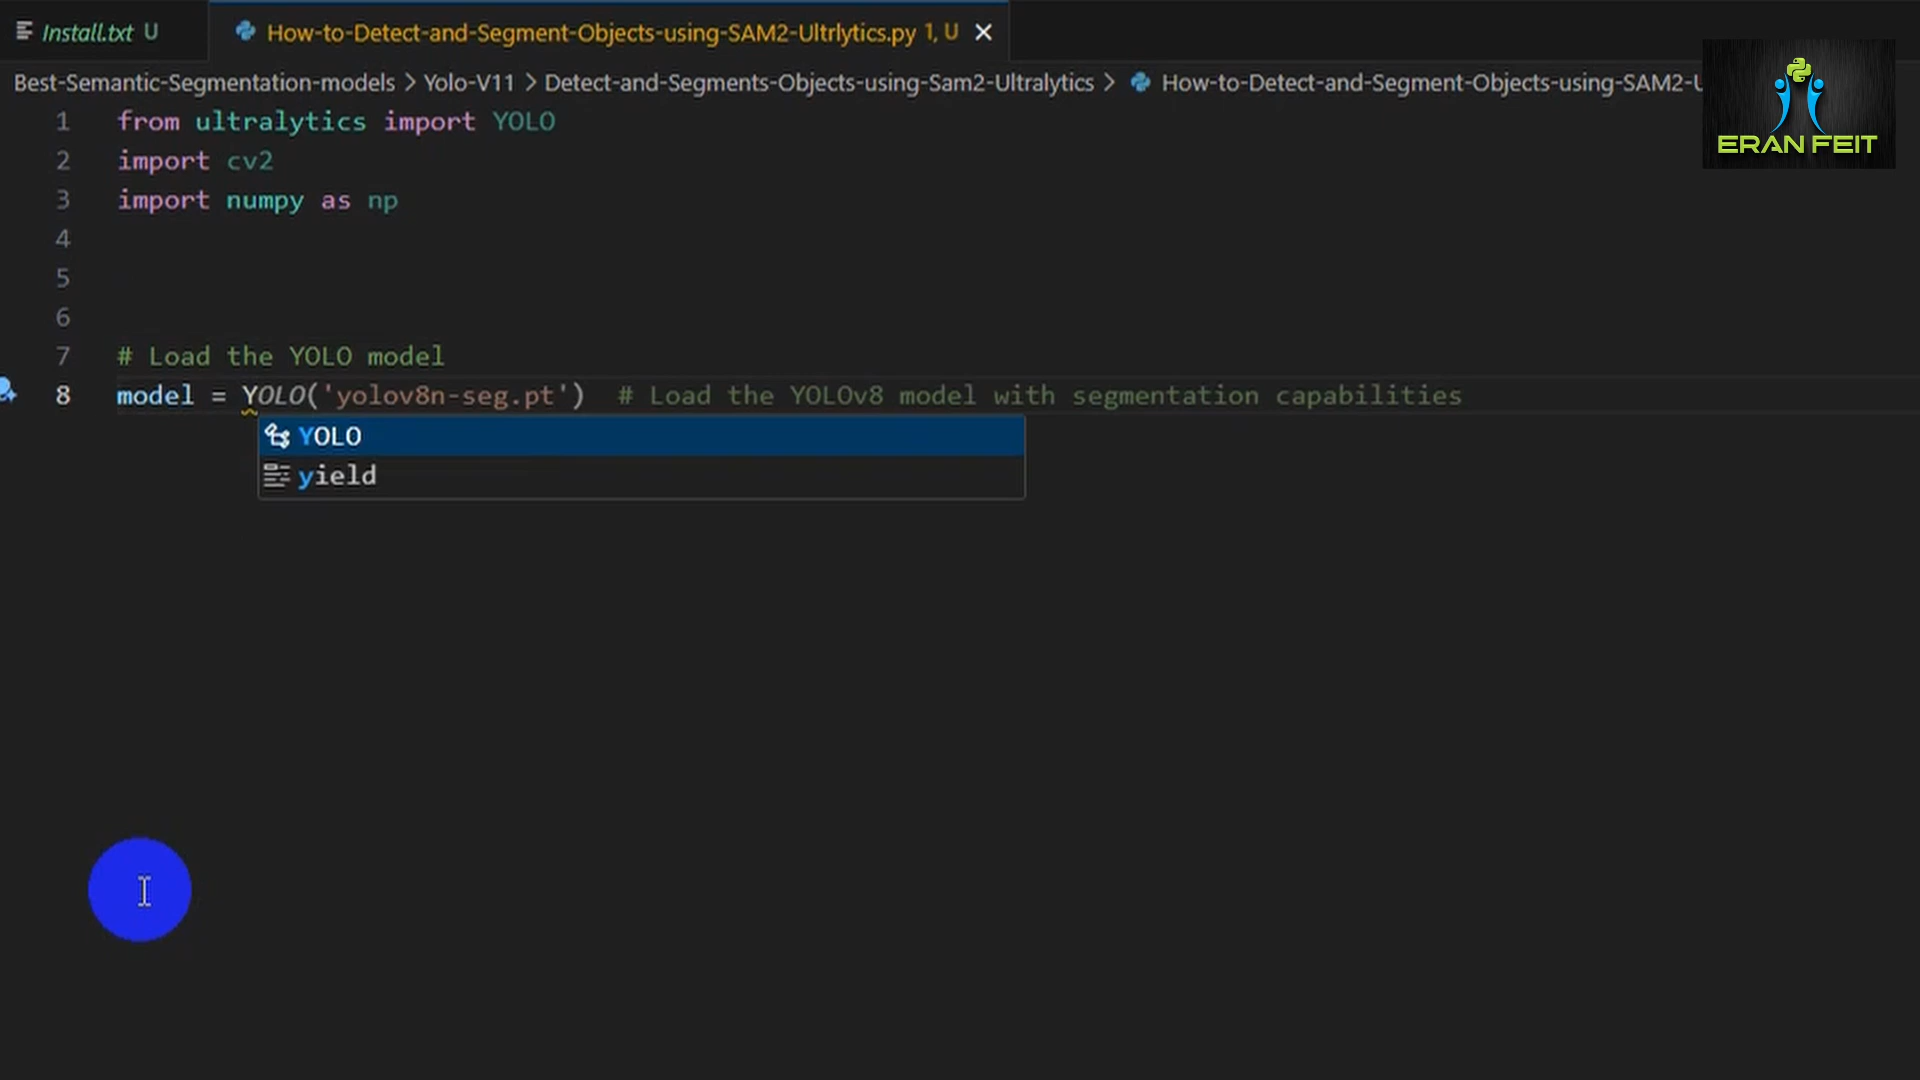 Install.txt U
How-to-Detect-and-Segment-Objects-using-SAM2-Ultrlytics.py 1, U
Best-Semantic-Segmentation-models > Yolo-V11 > Detect-and-Segments-Objects-using-Sam2-Ultralytics > How-to-Detect-and-Segment-Objects-using-SAM2-U
ERAN FEIT
1 from ultralytics import YOLO
2 import cv2
3 import numpy as np
4
5
6
7 # Load the YOLO model
8 model = YOLO('yolov8n-seg.pt')  # Load the YOLOv8 model with segmentation capabilities
YOLO
yield